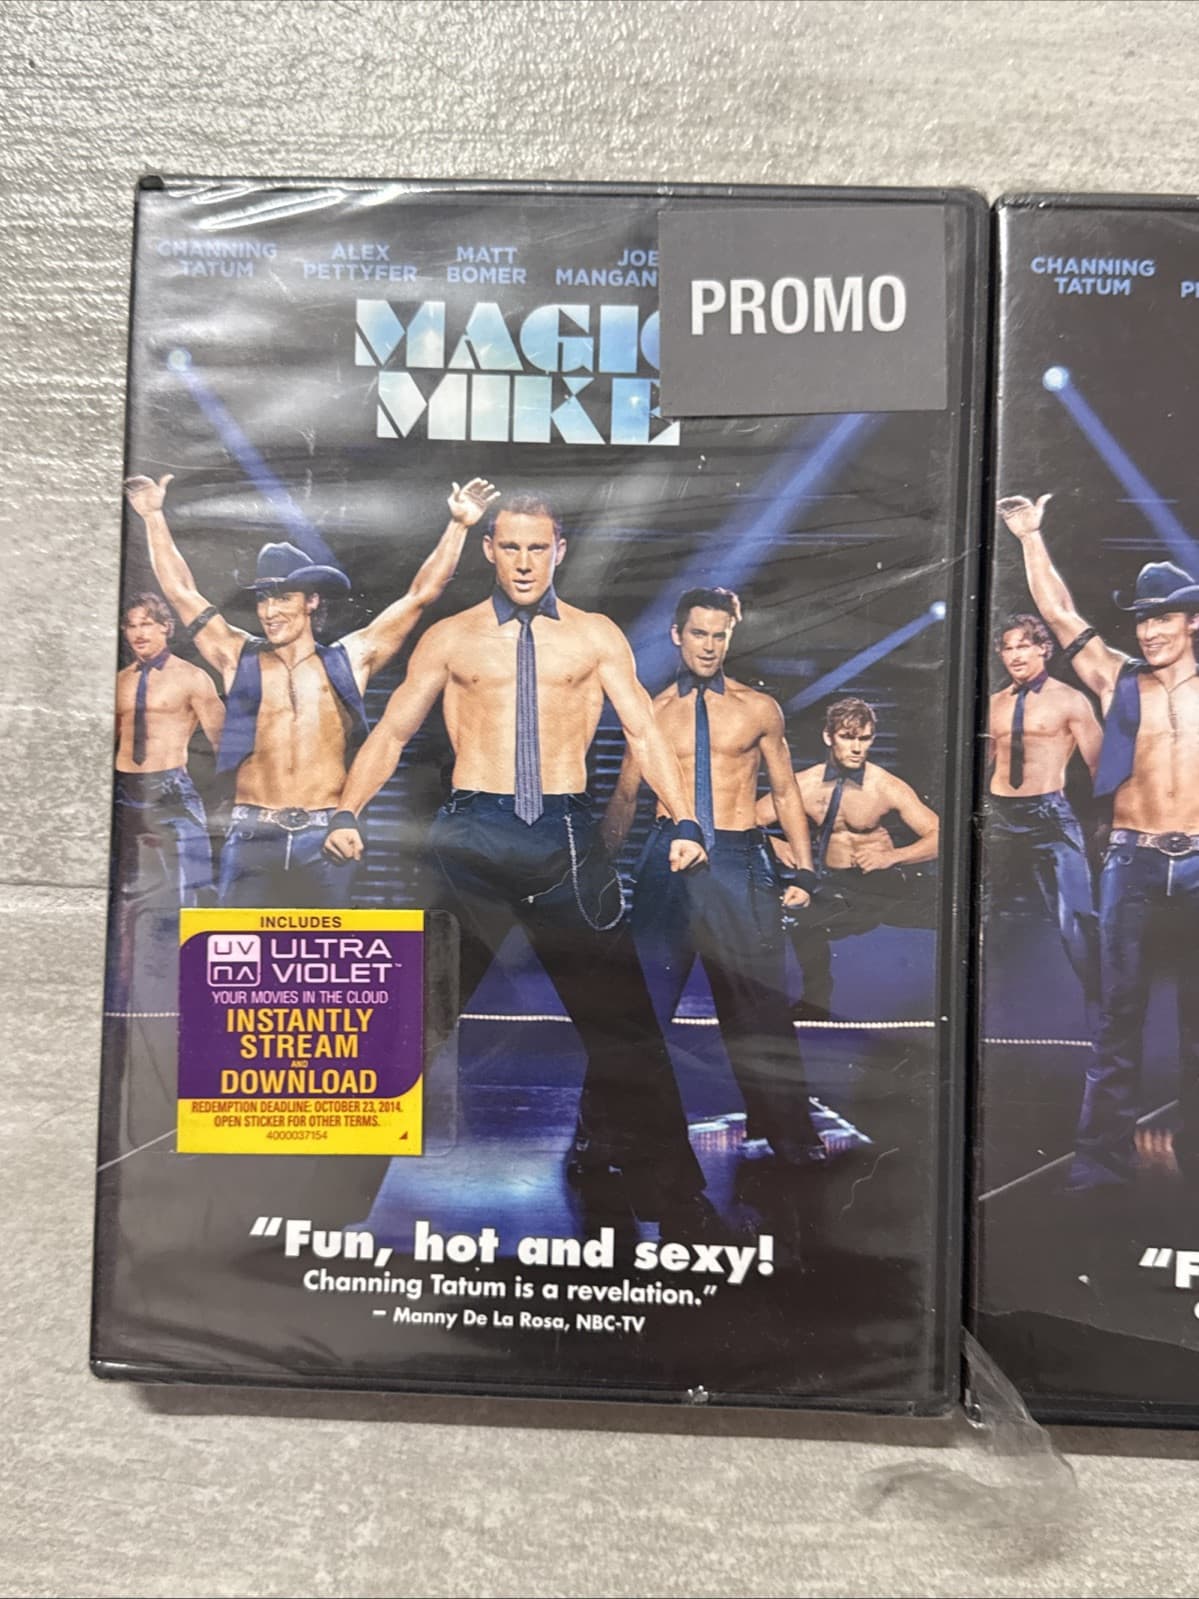 CHANNING TATUM
ALEX PETTYFER
MATT BOMER
JOE
MANGAN
MAGIC
MIKE
PROMO
INCLUDES
UV
ULTRA
VIOLET™
YOUR MOVIES IN THE CLOUD
INSTANTLY
STREAM
AND
DOWNLOAD
REDEMPTION DEADLINE: OCTOBER 23, 2014.
OPEN STICKER FOR OTHER TERMS.
4000037154
"Fun, hot and sexy!
Channing Tatum is a revelation."
– Manny De La Rosa, NBC-TV
CHANNING
TATUM
P
"F